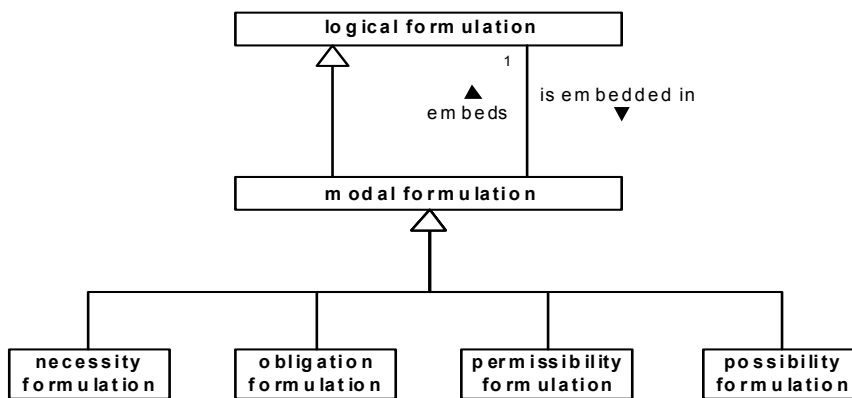 logical formulation
1
is embedded in
embeds
modal formulation
necessity
formulation
obligation
formulation
permissibility
formulation
possibility
formulation